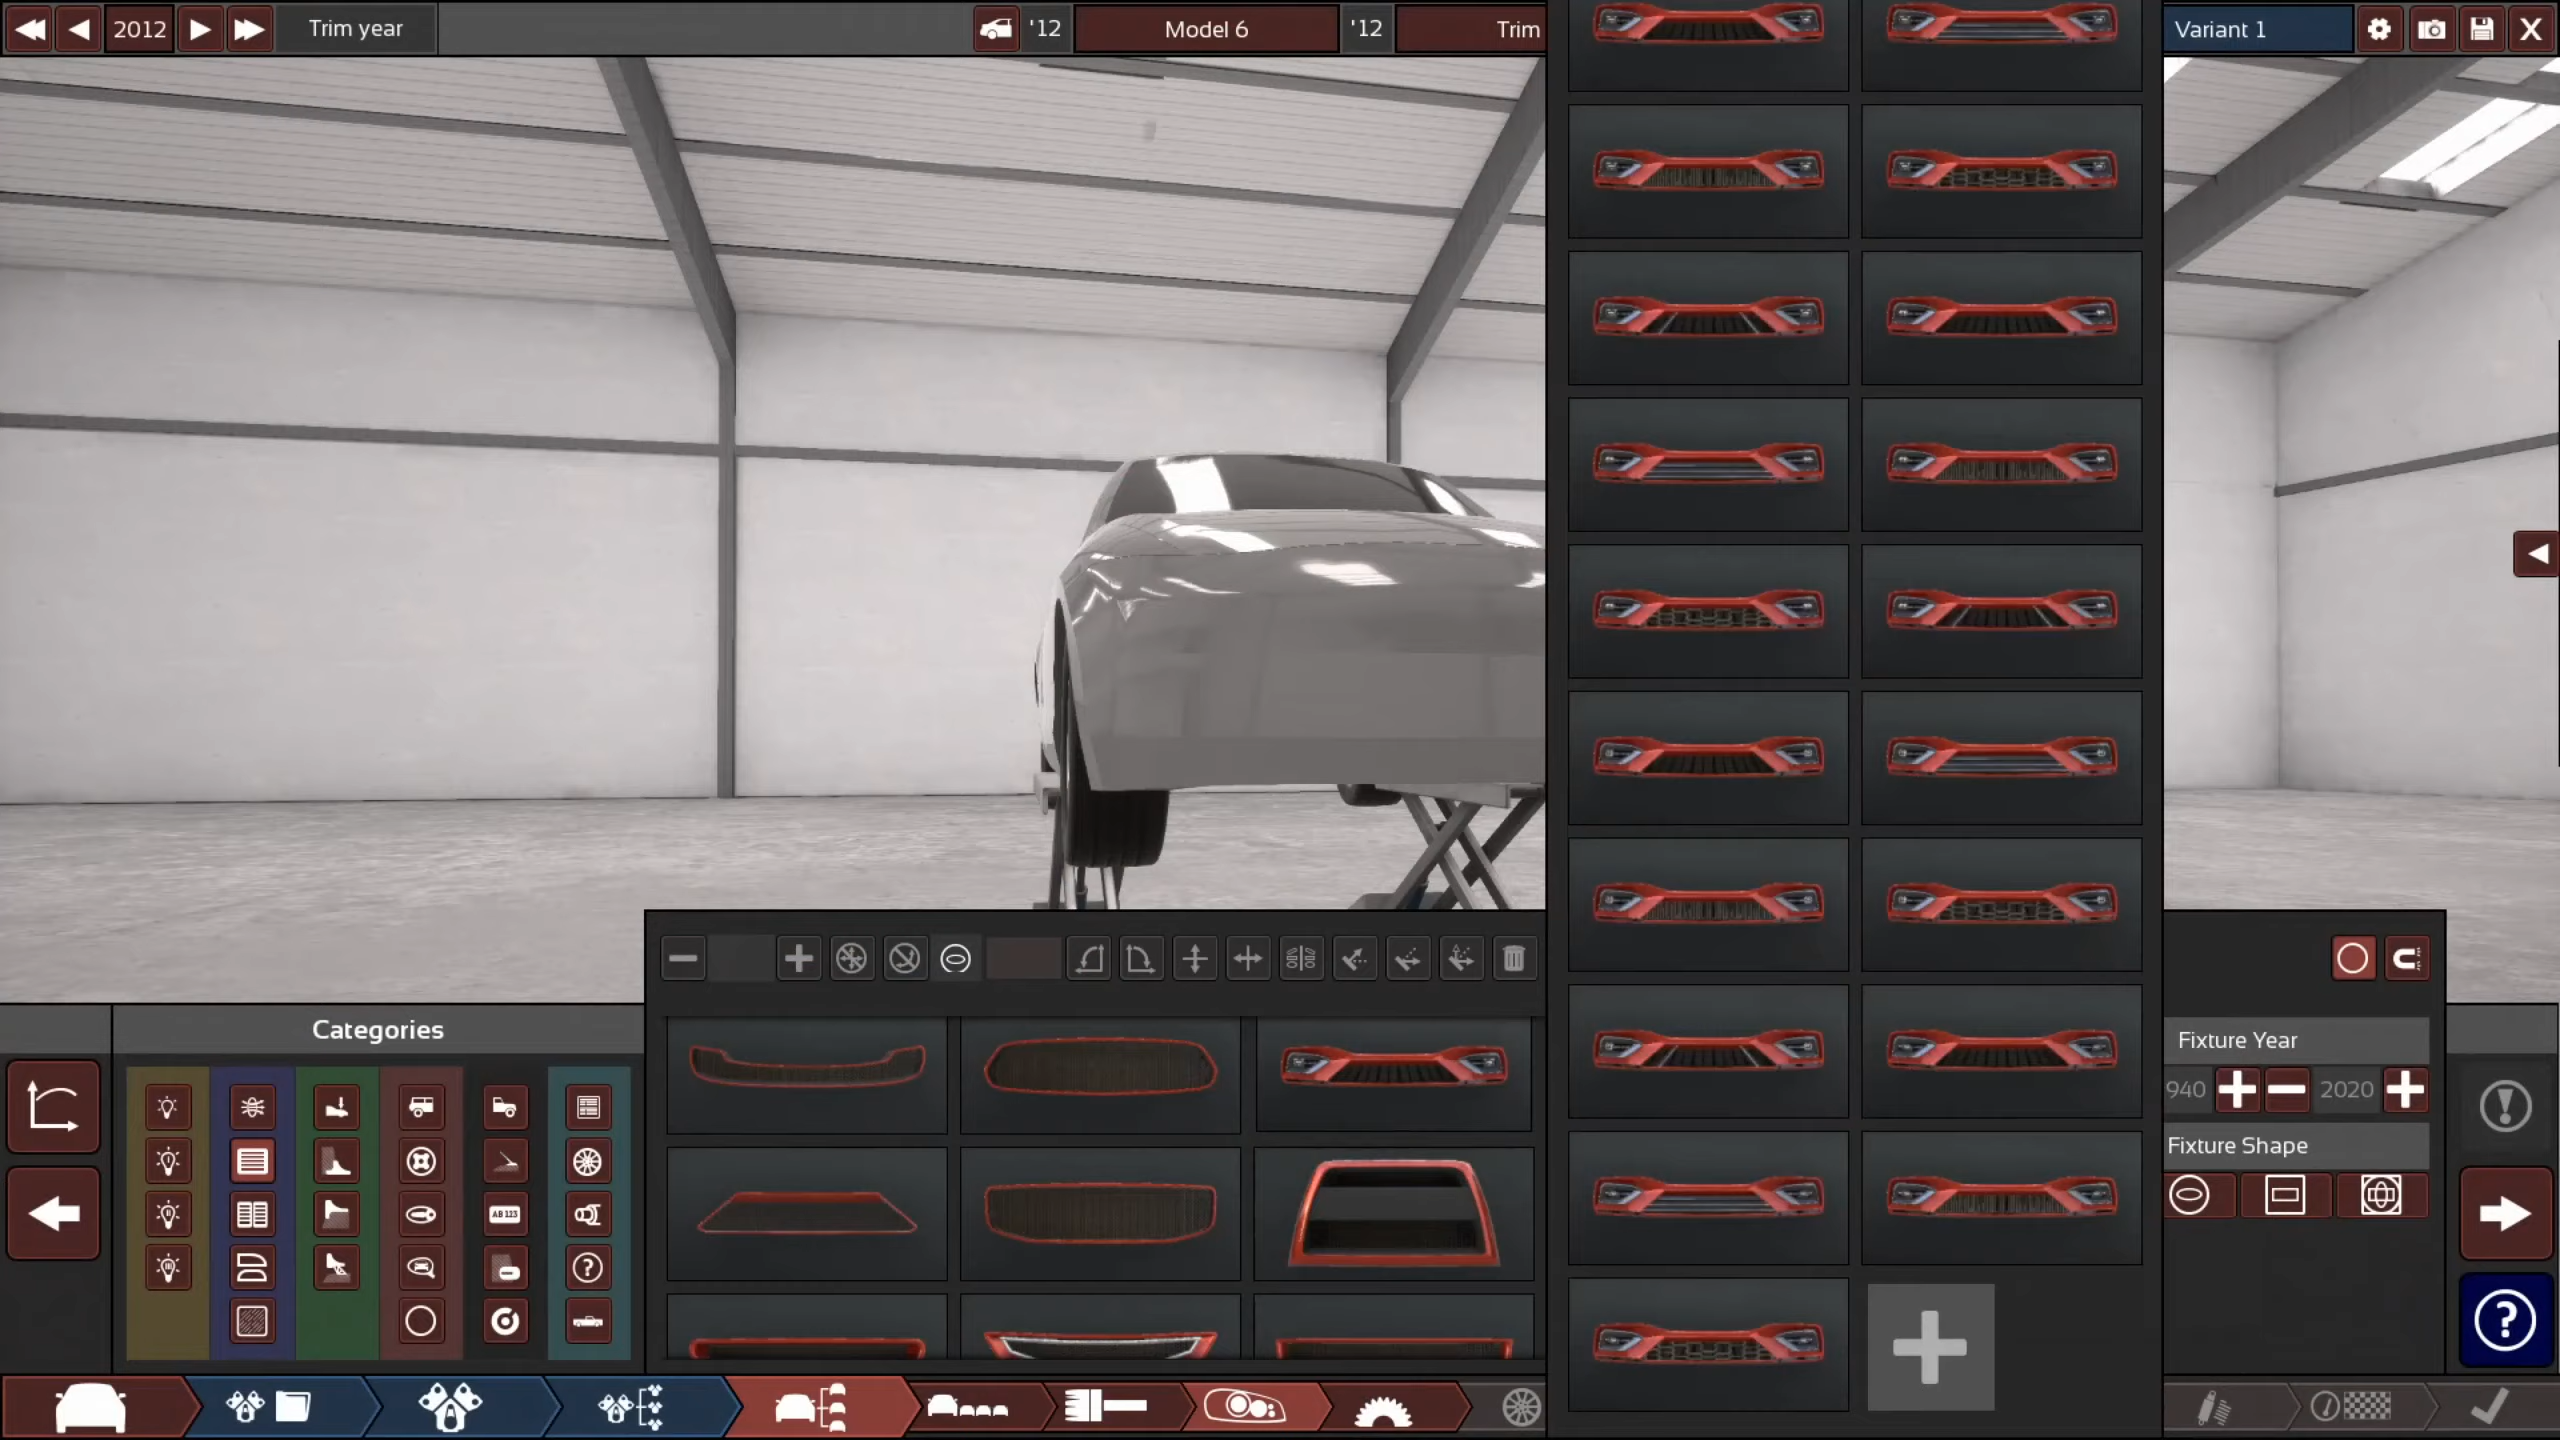 2012
Trim year
'12
Model 6
'12
Trim
Variant 1
Categories
AB 123
Fixture Year
940
2020
Fixture Shape